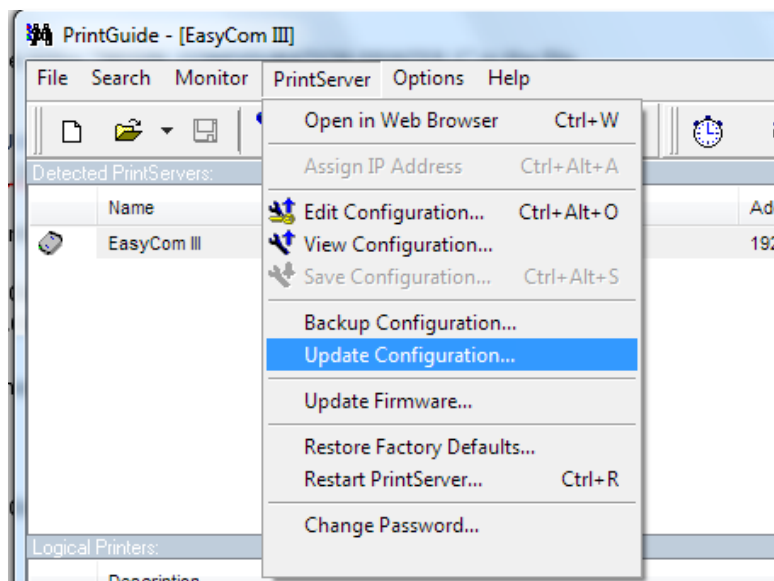 PrintGuide - [EasyCom III]
File Search Monitor PrintServer Options Help
Open in Web Browser Ctrl+W
Detected PrintServers:
Assign IP Address Ctrl+Alt+A
Name
Edit Configuration... Ctrl+Alt+O
EasyCom III
View Configuration...
Save Configuration... Ctrl+Alt+S
Backup Configuration...
Update Configuration...
Update Firmware...
Restore Factory Defaults...
Restart PrintServer... Ctrl+R
Change Password...
Logical Printers:
Description